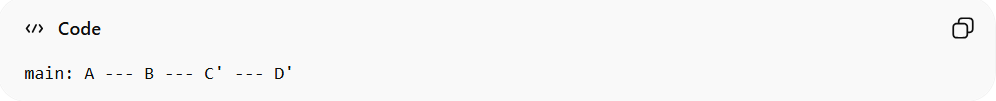 Code
main: A --- B --- C' --- D'